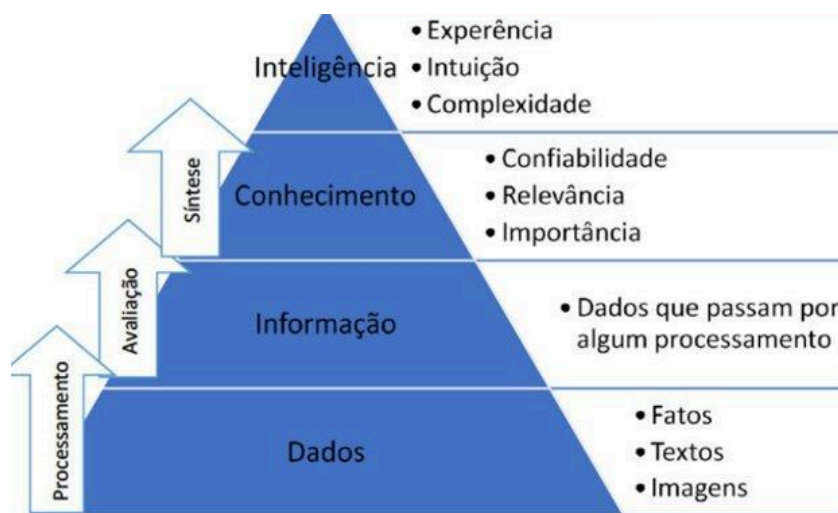 Inteligência
• Experência
• Intuição
• Complexidade
Síntese
Conhecimento
• Confiabilidade
• Relevância
• Importância
Avaliação
Informação
• Dados que passam por
algum processamento
Processamento
Dados
• Fatos
• Textos
• Imagens